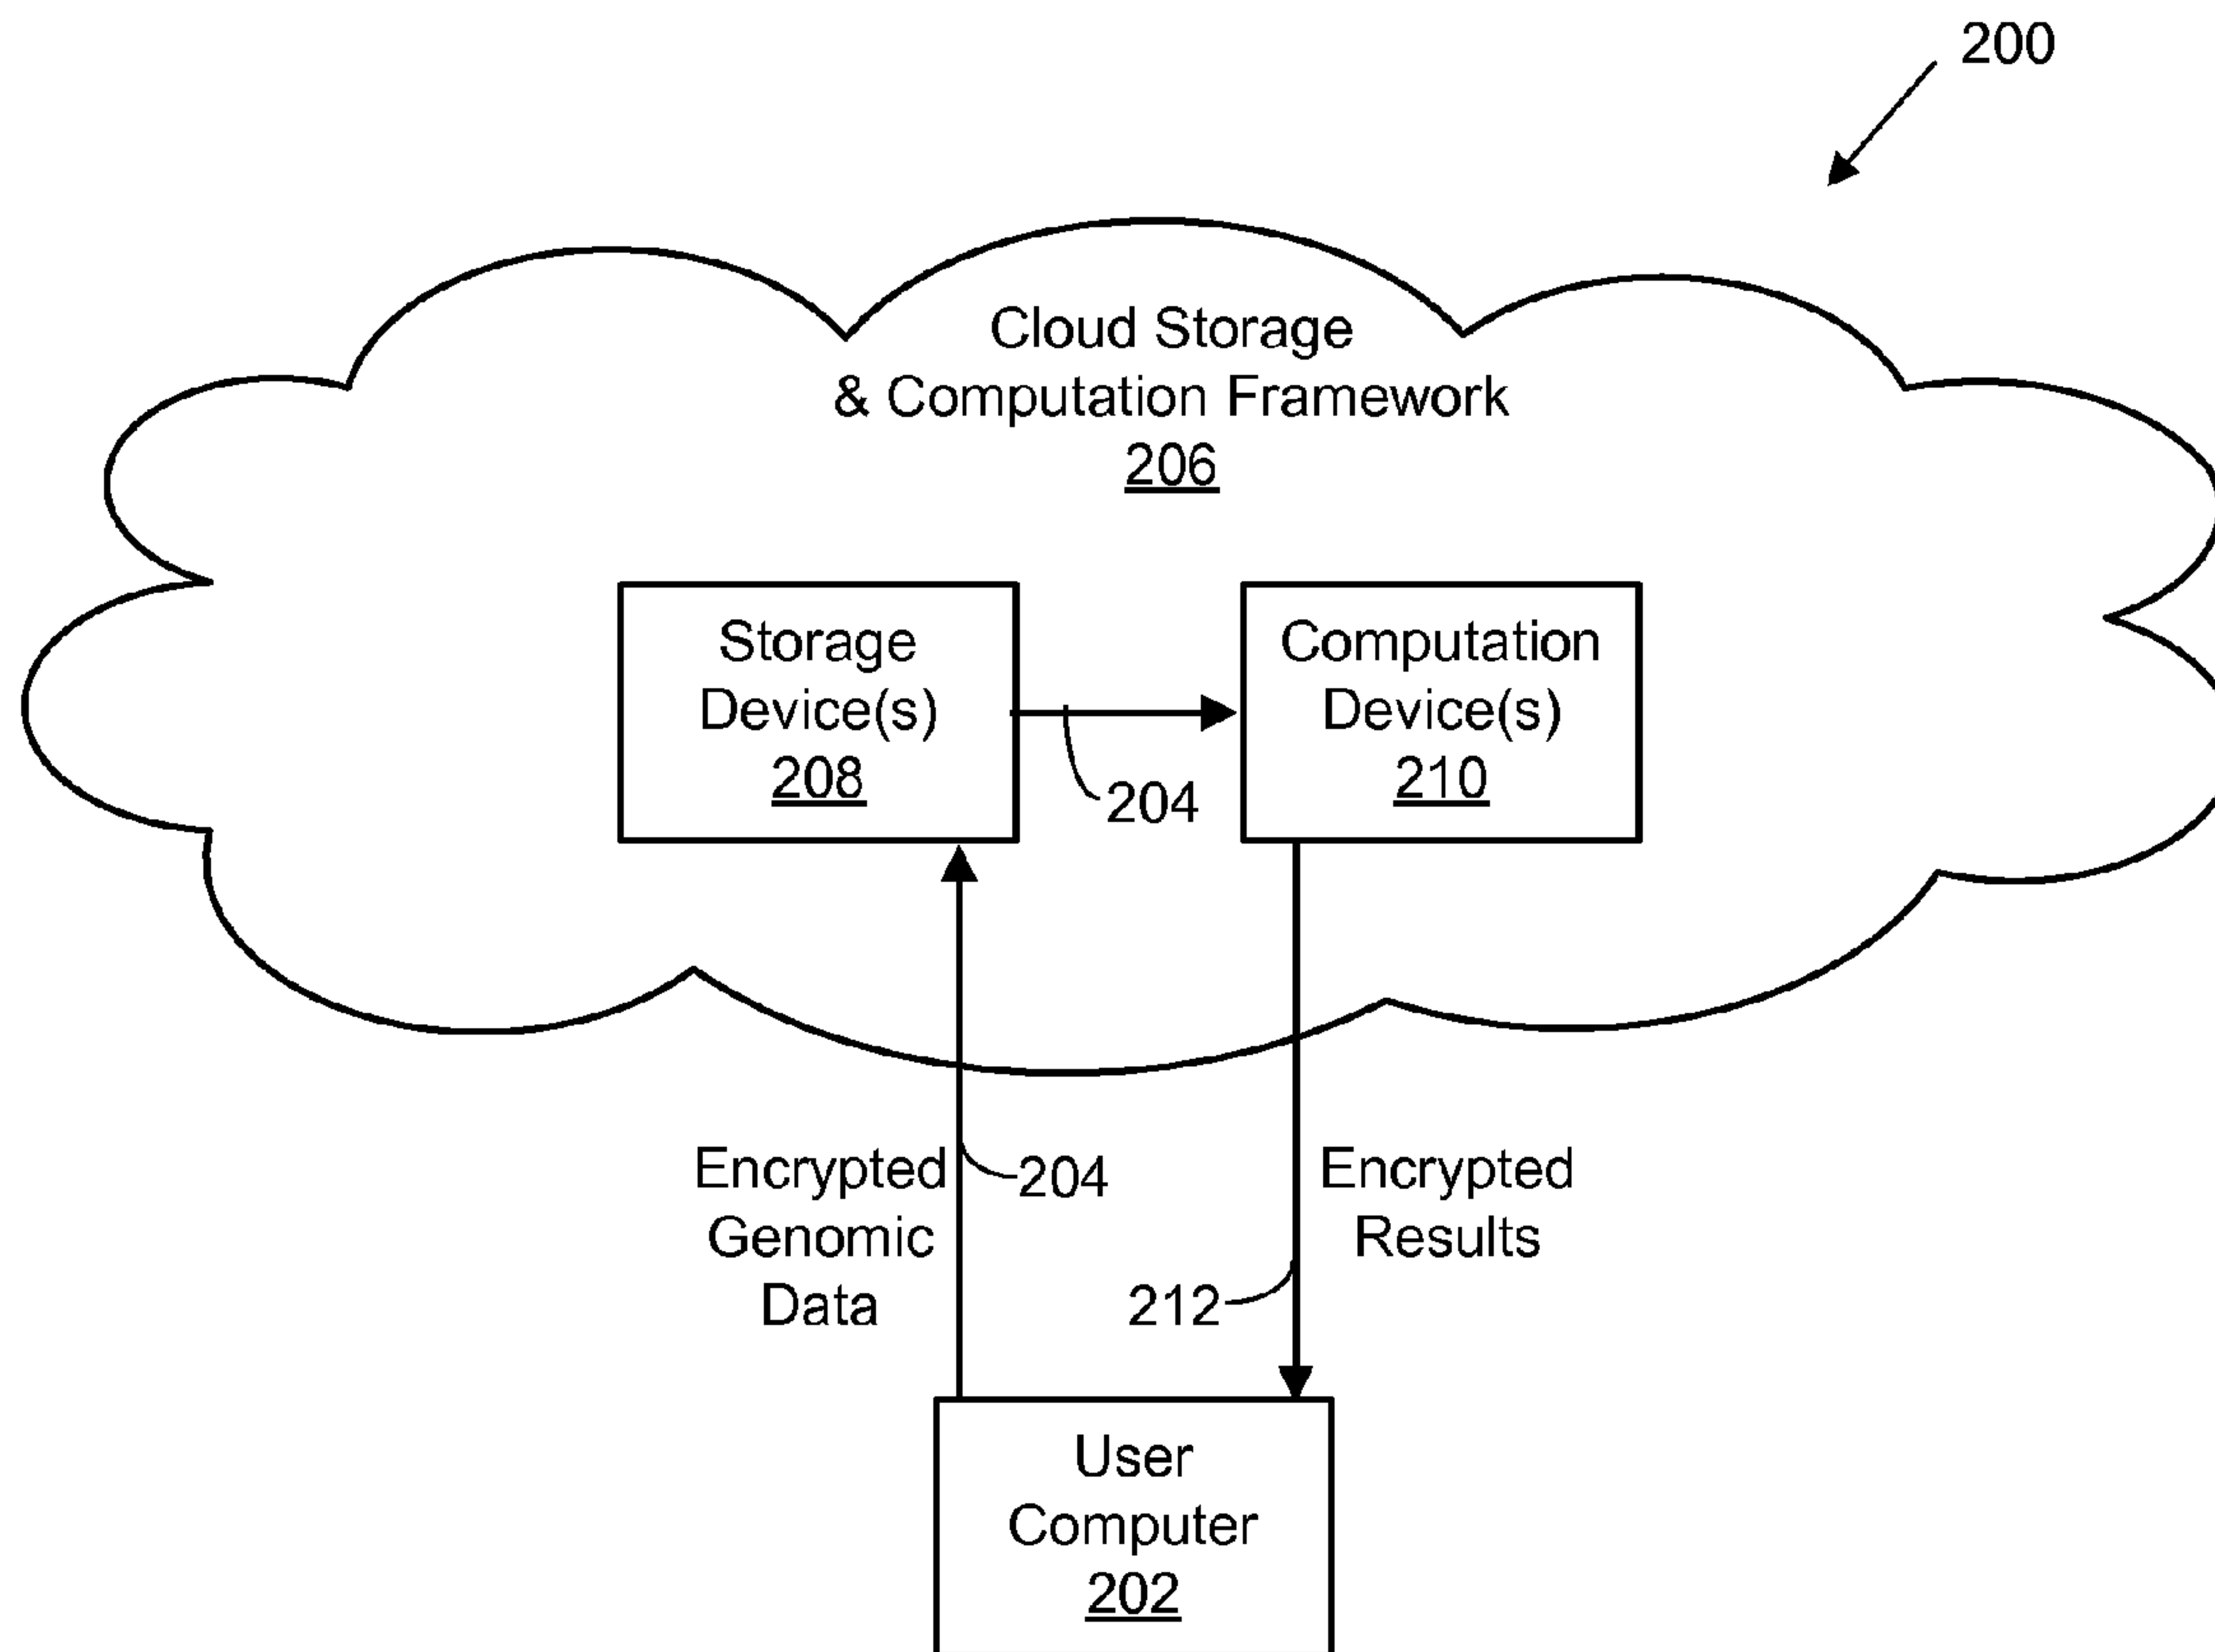 200
Cloud Storage
& Computation Framework
206
Storage
Device(s)
208
204
Computation
Device(s)
210
Encrypted
Genomic
Data
204
212
Encrypted
Results
User
Computer
202